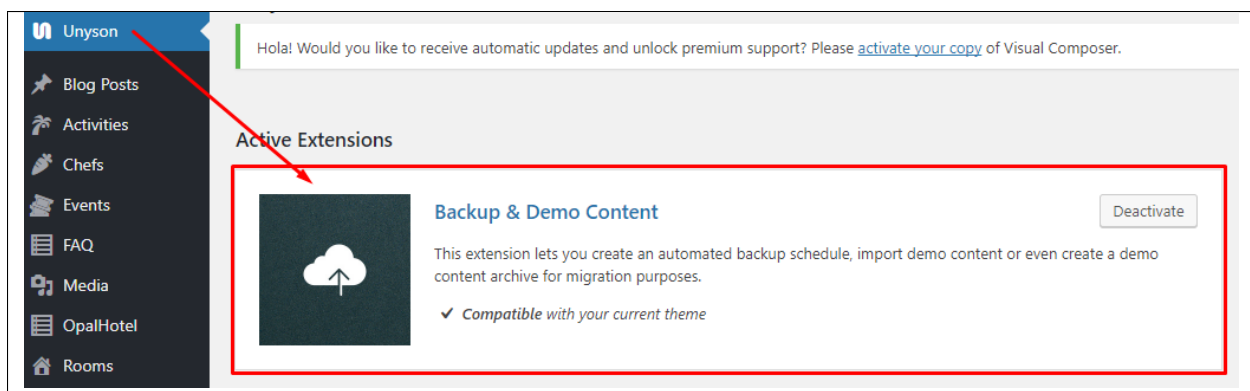 Unyson
Blog Posts
Activities
Chefs
Events
FAQ
Media
OpalHotel
Rooms
Hola! Would you like to receive automatic updates and unlock premium support? Please activate your copy of Visual Composer.
Active Extensions
Backup & Demo Content
Deactivate
This extension lets you create an automated backup schedule, import demo content or even create a demo
content archive for migration purposes.
✔ Compatible with your current theme